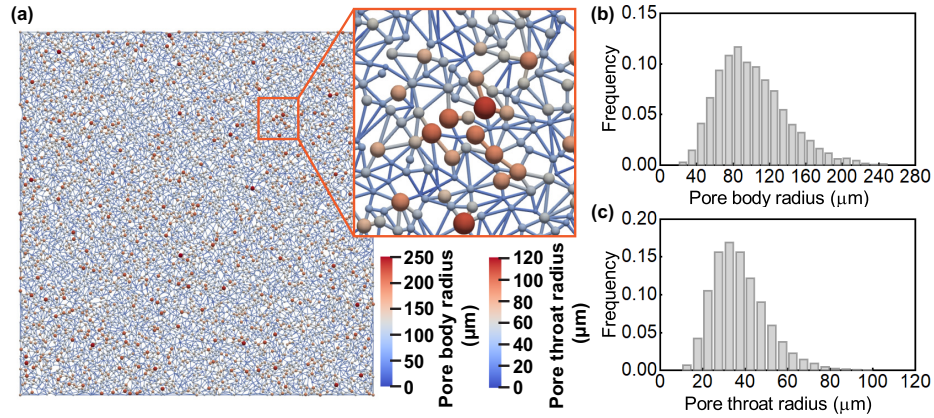 (a)
250
200
150
100
50
0
Pore body radius
(μm)
120
100
80
60
40
20
0
Pore throat radius
(μm)
(b)
0.15
0.10
0.05
0.00
Frequency
0 40 80 120 160 200 240 280
Pore body radius (μm)
(c)
0.20
0.15
0.10
0.05
0.00
Frequency
0 20 40 60 80 100 120
Pore throat radius (μm)